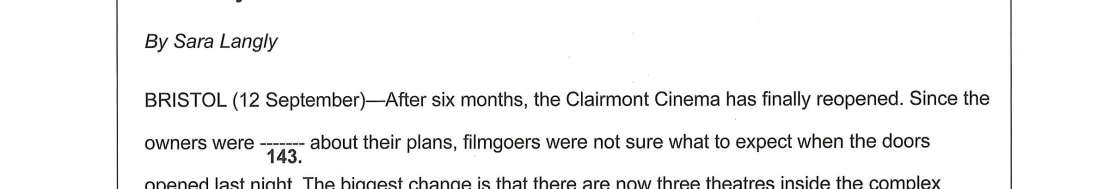 By Sara Langly
BRISTOL (12 September)—After six months, the Clairmont Cinema has finally reopened. Since the
owners were ------- about their plans, filmgoers were not sure what to expect when the doors
143.
opened last night. The biggest change is that there are now three theatres inside the complex